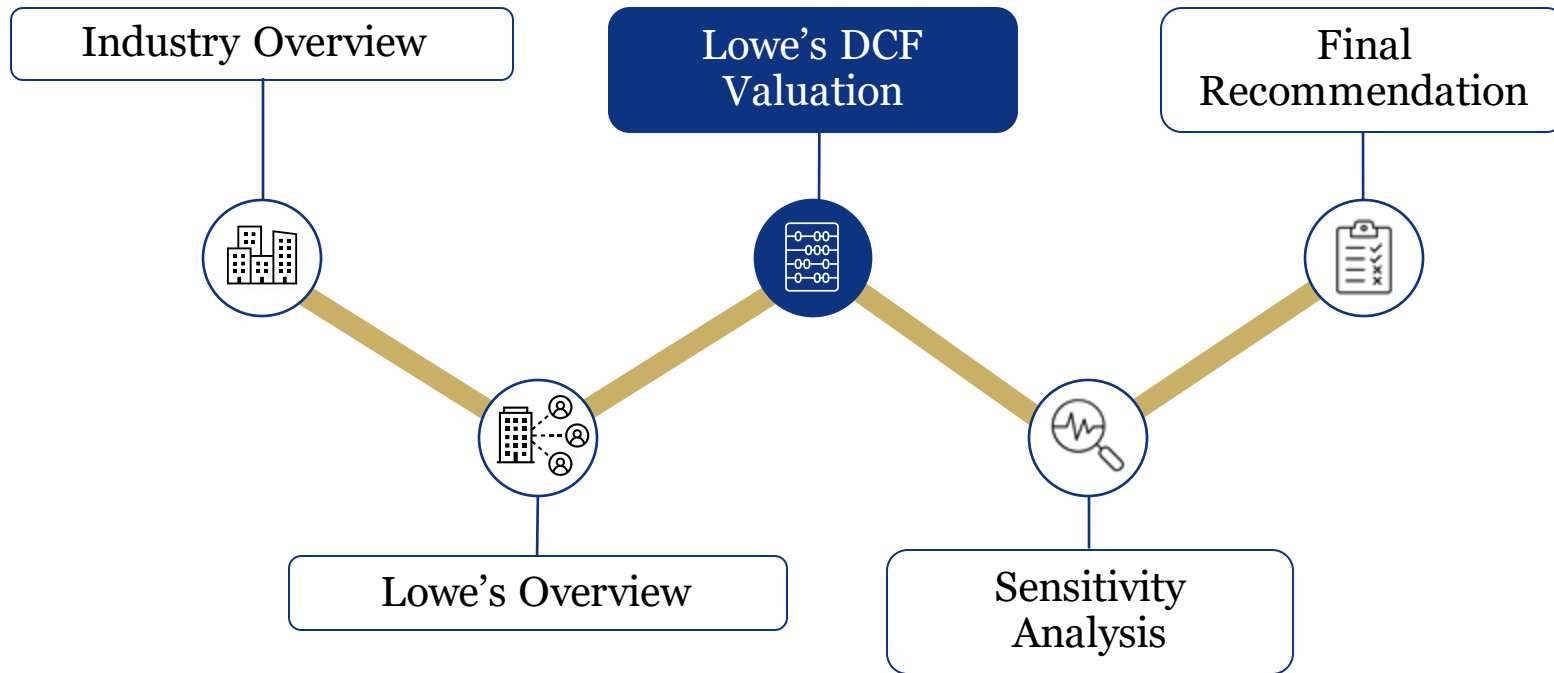 Industry Overview
Lowe’s DCF
Valuation
Final
Recommendation
Lowe’s Overview
Sensitivity
Analysis